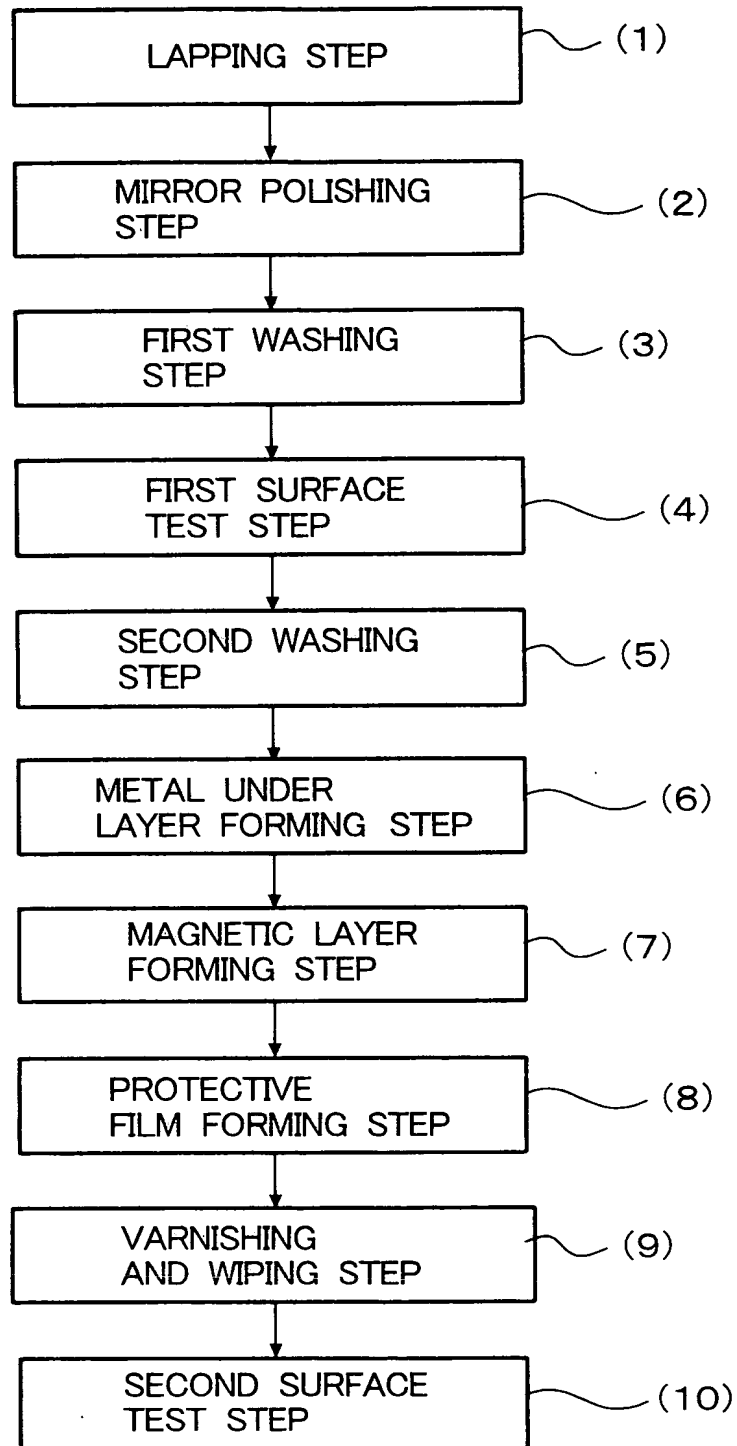 LAPPING STEP (1)
MIRROR POLISHING
STEP
(2)
FIRST WASHING
STEP
(3)
FIRST SURFACE
TEST STEP
(4)
SECOND WASHING
STEP
(5)
METAL UNDER
LAYER FORMING STEP
(6)
MAGNETIC LAYER
FORMING STEP
(7)
PROTECTIVE
FILM FORMING STEP
(8)
VARNISHING
AND WIPING STEP
(9)
SECOND SURFACE
TEST STEP
(10)